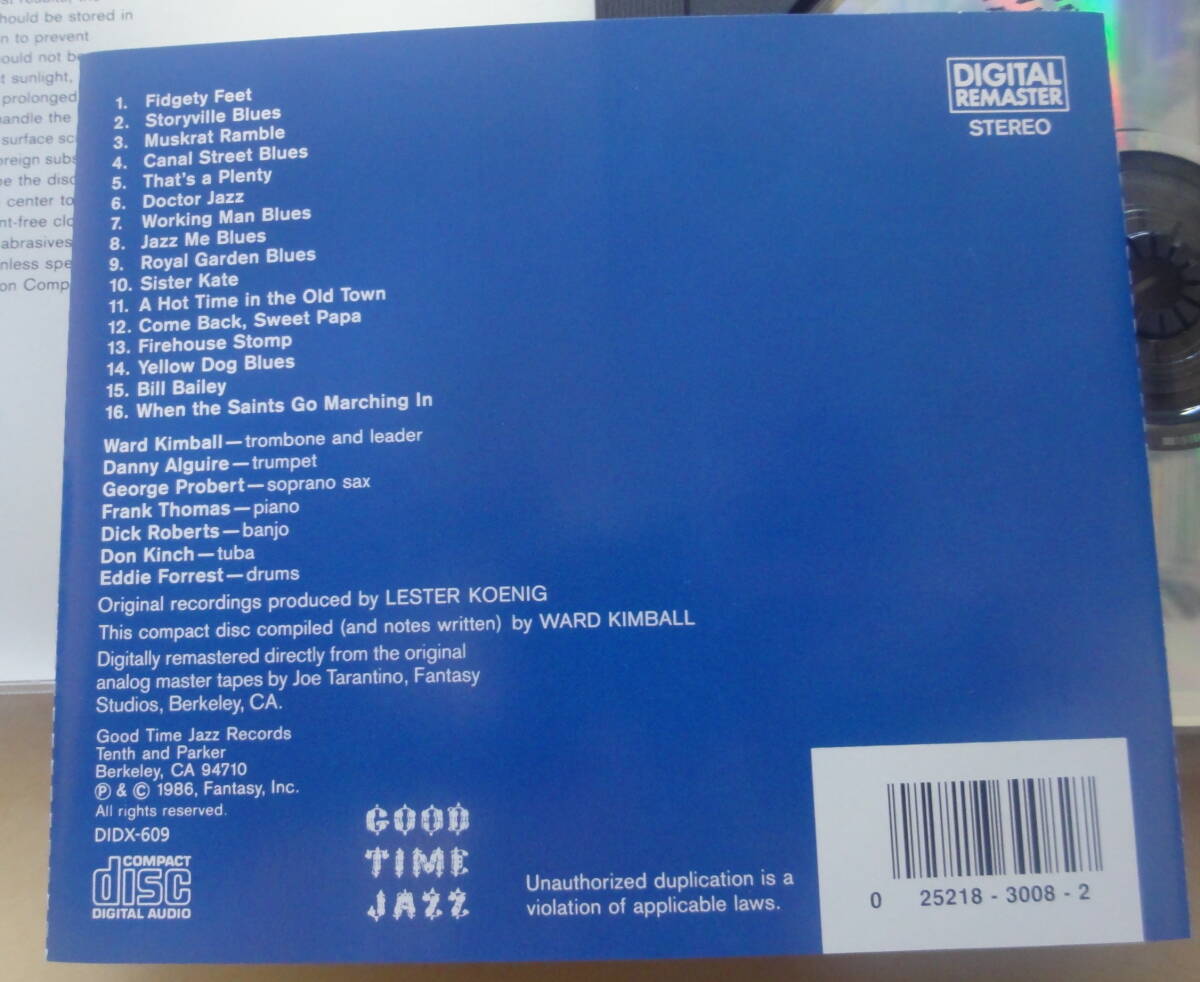 hould be stored in
n to prevent
ould not be
t sunlight,
prolonged
andle the
surface
oreign
e the disc
center to
nt-free
abrasives
nless
on
DIGITAL
REMASTER
STEREO
1. Fidgety Feet
2. Storyville Blues
3. Muskrat Ramble
4. Canal Street Blues
5. That's a Plenty
6. Doctor Jazz
7. Working Man Blues
8. Jazz Me Blues
9. Royal Garden Blues
10. Sister Kate
11. A Hot Time in the Old Town
12. Come Back, Sweet Papa
13. Firehouse Stomp
14. Yellow Dog Blues
15. Bill Bailey
16. When the Saints Go Marching In
Ward Kimball—trombone and leader
Danny Alguire—trumpet
George Probert—soprano sax
Frank Thomas—piano
Dick Roberts—banjo
Don Kinch—tuba
Eddie Forrest—drums
Original recordings produced by LESTER KOENIG
This compact disc compiled (and notes written) by WARD KIMBALL
Digitally remastered directly from the original
analog master tapes by Joe Tarantino, Fantasy
Studios, Berkeley, CA.
Good Time Jazz Records
Tenth and Parker
Berkeley, CA 94710
℗ & © 1986, Fantasy, Inc.
All rights reserved.
DIDX-609
COMPACT
disc
DIGITAL AUDIO
GOOD
TIME
JAZZ
Unauthorized duplication is a
violation of applicable laws.
0 25218 - 3008 - 2